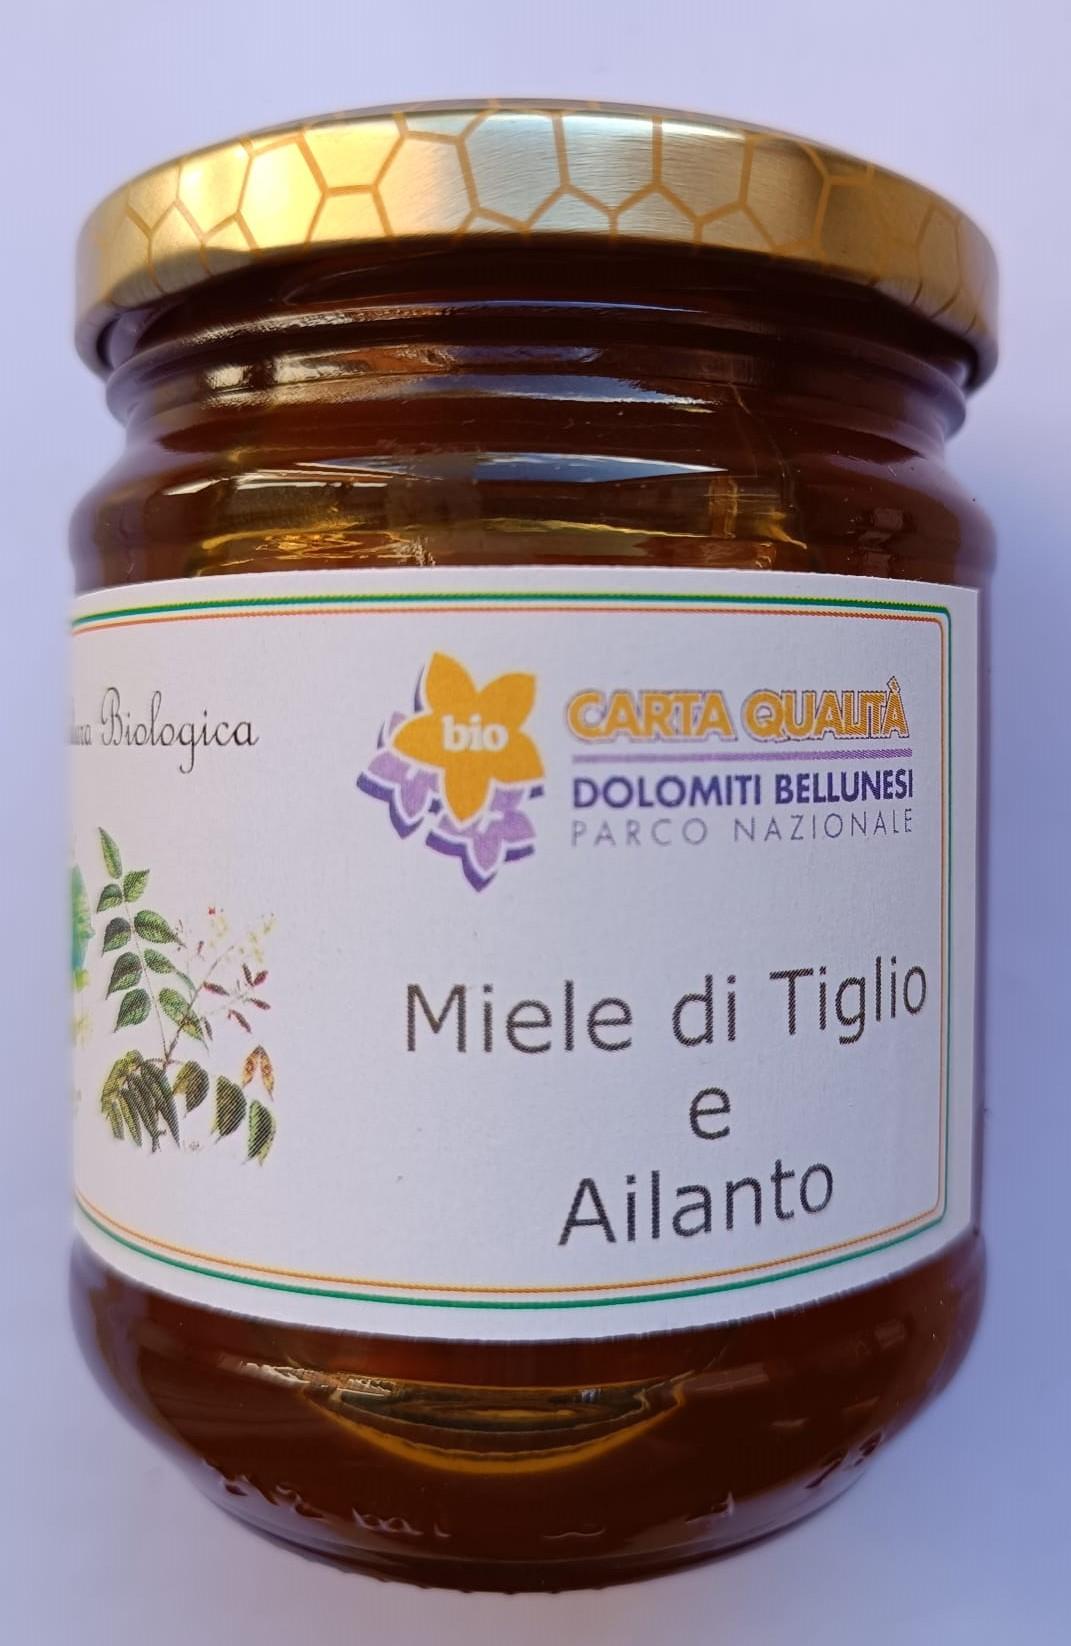 Biologica
bio
CARTA QUALITÀ
DOLOMITI BELLUNESI
PARCO NAZIONALE
Miele di Tiglio
e
Ailanto